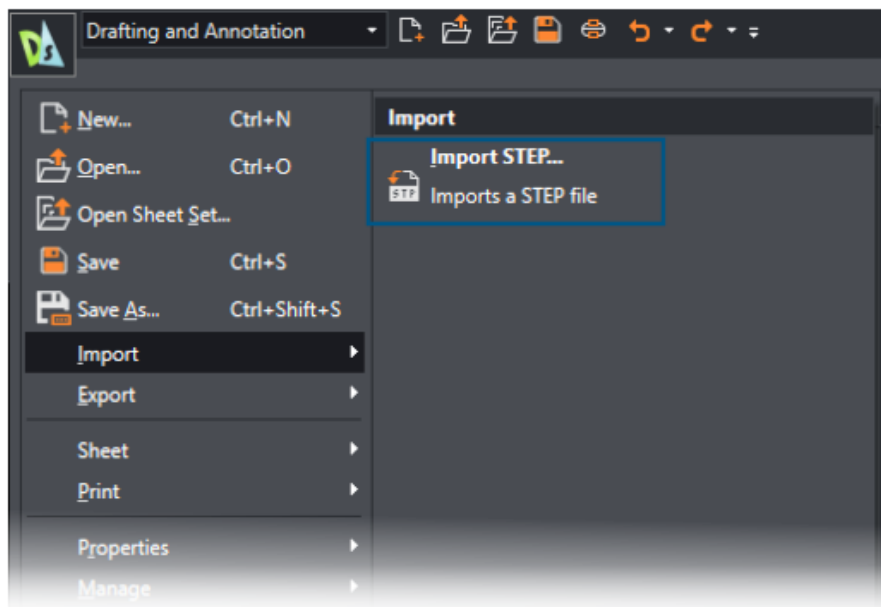 DS
Drafting and Annotation
New... Ctrl+N
Open... Ctrl+O
Open Sheet Set...
Save Ctrl+S
Save As... Ctrl+Shift+S
Import
Export
Sheet
Print
Properties
Manage
Import
Import STEP...
STP
Imports a STEP file